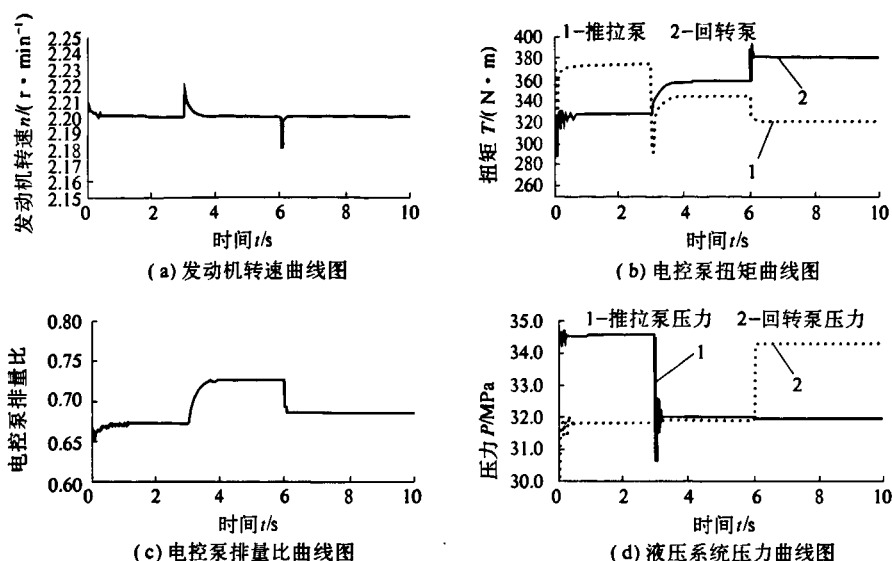 发动机转速n/(r·min⁻¹)
2.25
2.25
2.23
2.22
2.20
2.20
2.19
2.18
2.17
2.15
2.15
0 2 4 6 8 10
时间t/s
(a)发动机转速曲线图
扭矩 T/(N·m)
1-推拉泵 2-回转泵
400
380
360
340
320
300
280
260
2
1
0 2 4 6 8 10
时间t/s
(b)电控泵扭矩曲线图
电控泵排量比
0.80
0.75
0.70
0.65
0.60
0 2 4 6 8 10
时间t/s
(c)电控泵排量比曲线图
压力 P/MPa
1-推拉泵压力 2-回转泵压力
35.0
34.0
33.0
32.0
31.0
30.0
1
2
0 2 4 6 8 10
时间t/s
(d)液压系统压力曲线图